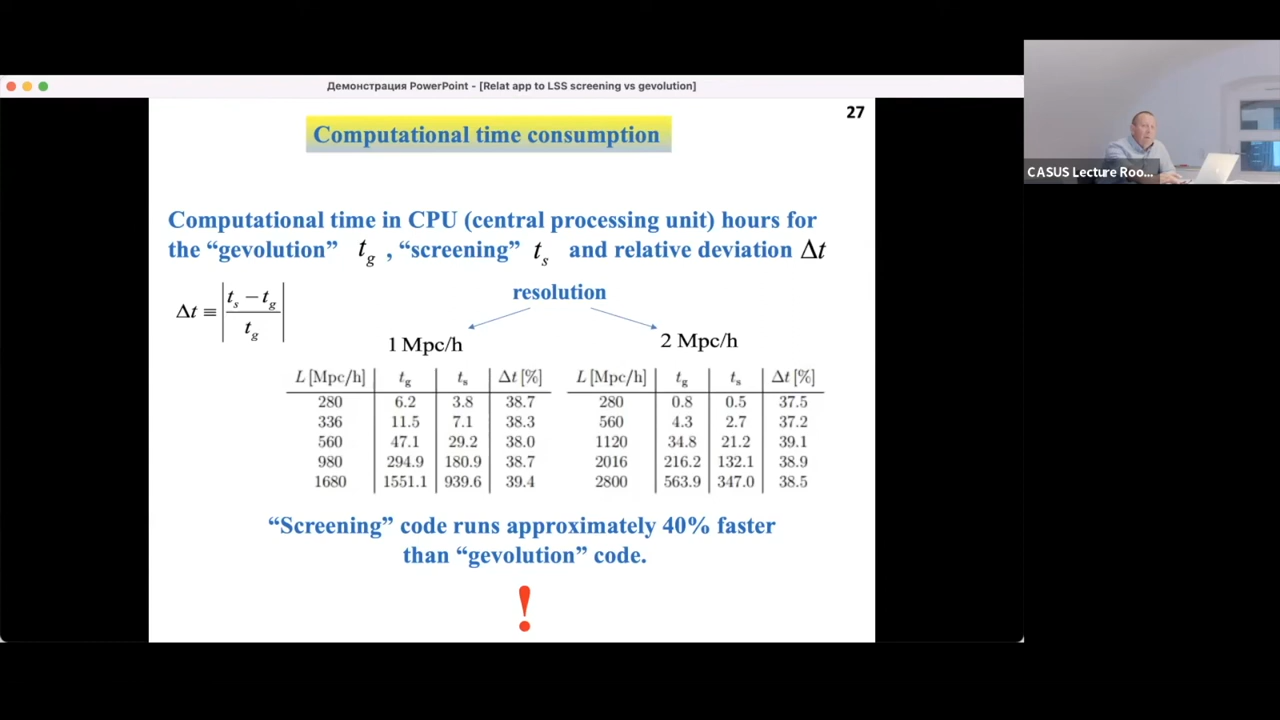 Демонстрация PowerPoint - [Relat app to LSS screening vs gevolution]
27
Computational time consumption
Computational time in CPU (central processing unit) hours for
the “gevolution” t_g , “screening” t_s and relative deviation Δt
Δt ≡ |(t_s − t_g) / t_g|
resolution
1 Mpc/h
2 Mpc/h
L [Mpc/h] t_g t_s Δt [%]
280 6.2 3.8 38.7
336 11.5 7.1 38.3
560 47.1 29.2 38.0
980 294.9 180.9 38.7
1680 1551.1 939.6 39.4
L [Mpc/h] t_g t_s Δt [%]
280 0.8 0.5 37.5
560 4.3 2.7 37.2
1120 34.8 21.2 39.1
2016 216.2 132.1 38.9
2800 563.9 347.0 38.5
“Screening” code runs approximately 40% faster
than “gevolution” code.
!
CASUS Lecture Roo...